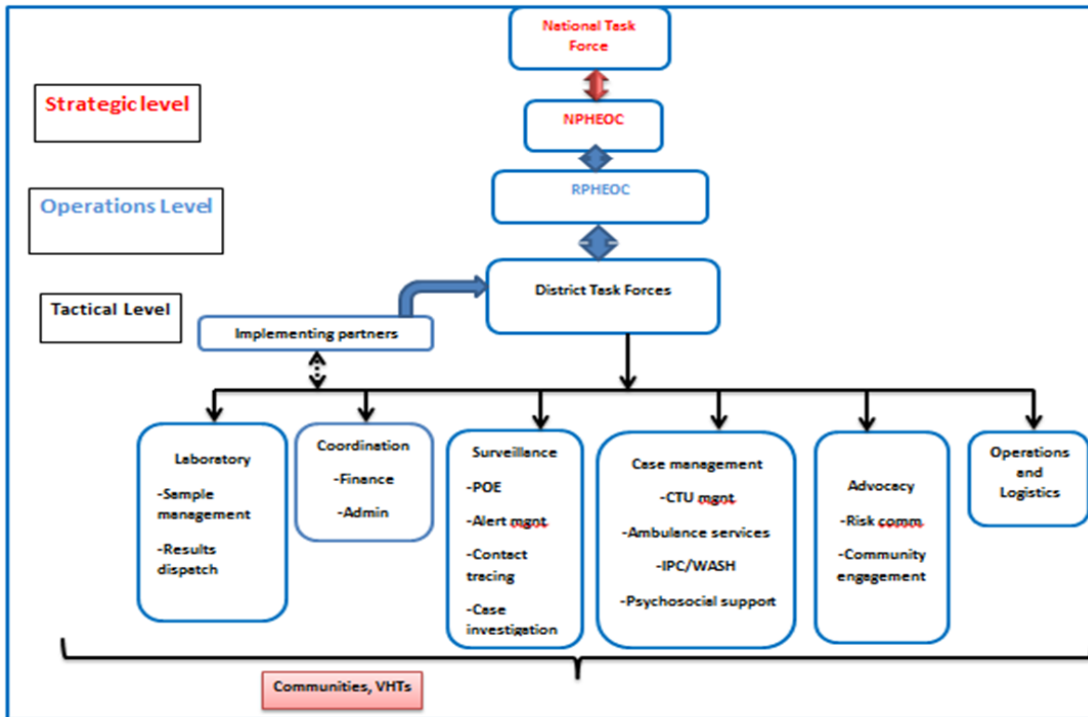 National Task
Force
Strategic level
NPHEOC
RPHEOC
Operations Level
District Task Forces
Tactical Level
Implementing partners
Laboratory
-Sample
management
-Results
dispatch
Coordination
-Finance
-Admin
Surveillance
-POE
-Alert mgnt
-Contact
tracing
-Case
investigation
Case management
-CTU mgnt
-Ambulance services
-IPC/WASH
-Psychosocial support
Advocacy
-Risk comm
-Community
engagement
Operations
and
Logistics
Communities, VHTs